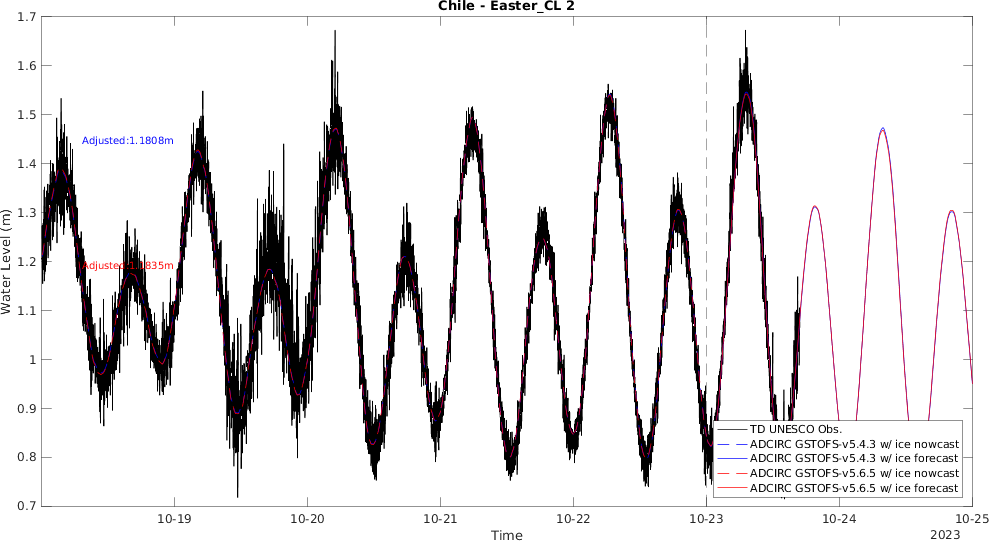 Chile - Easter_CL 2
1.7
1.6
1.5
1.4
1.3
1.2
1.1
1
0.9
0.8
0.7
Water Level (m)
Adjusted:1.1808m
Adjusted:1.1835m
TD UNESCO Obs.
ADCIRC GSTOFS-v5.4.3 w/ ice nowcast
ADCIRC GSTOFS-v5.4.3 w/ ice forecast
ADCIRC GSTOFS-v5.6.5 w/ ice nowcast
ADCIRC GSTOFS-v5.6.5 w/ ice forecast
10-19
10-20
10-21
10-22
10-23
10-24
10-25
Time
2023